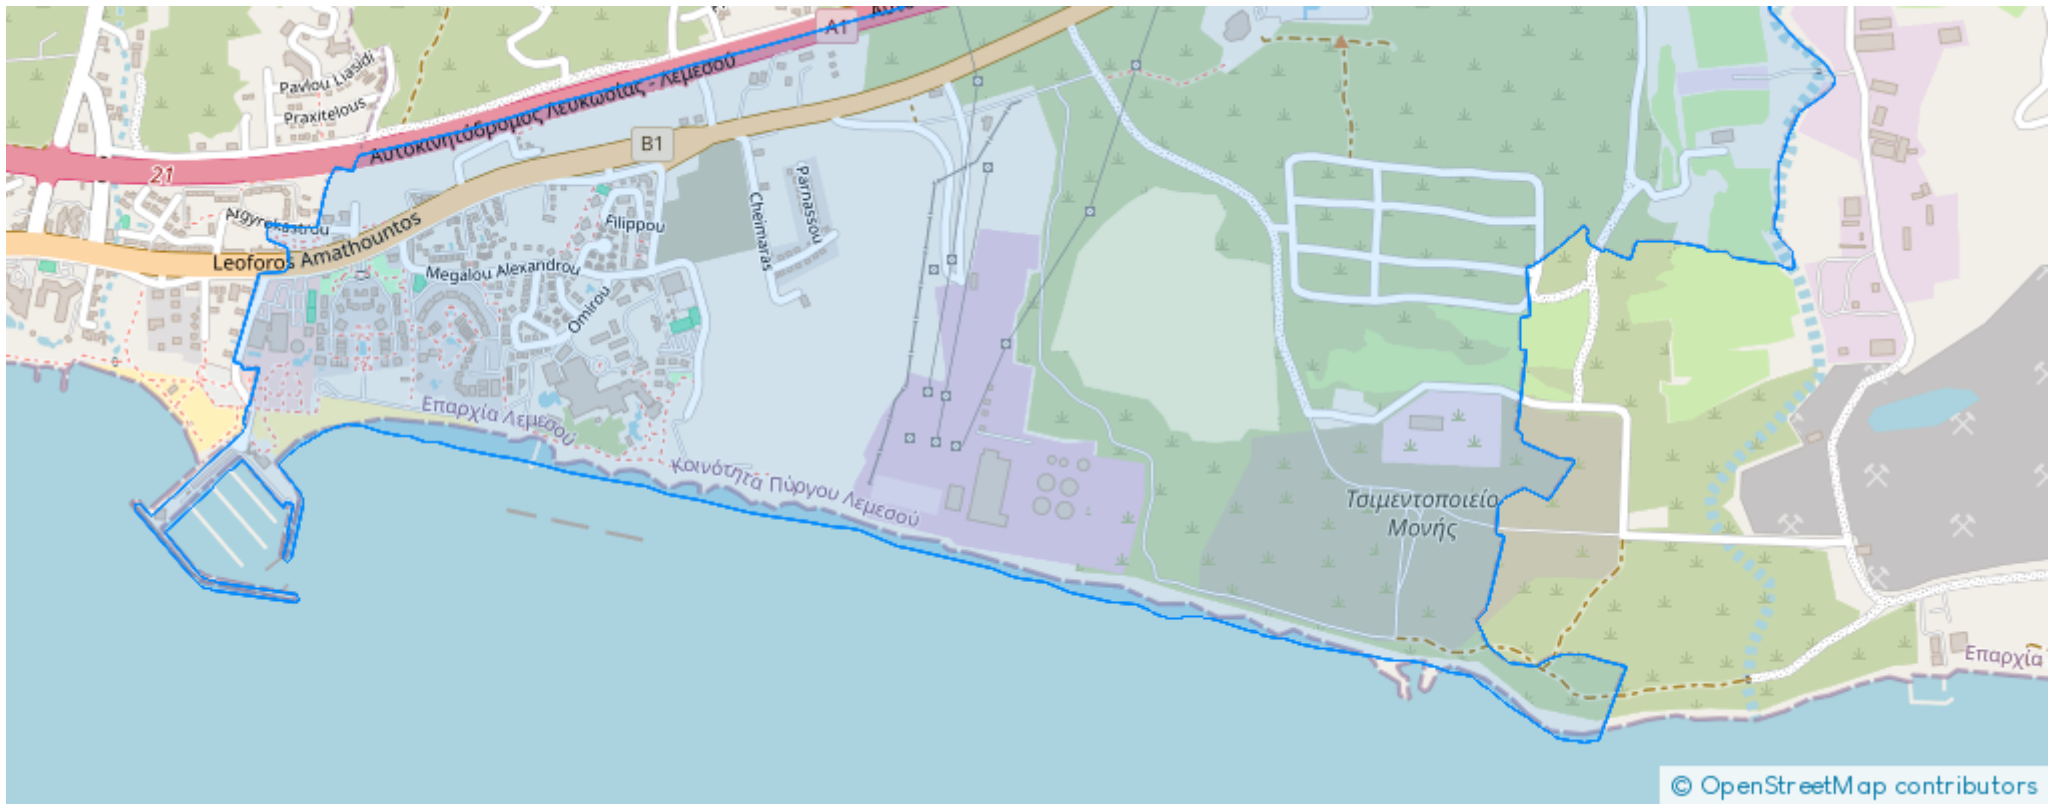 A1
Pavlou Liasidi
Praxitelous
Αυτοκινητόδρομος Λευκωσίας - Λεμεσού
B1
21
Argyrokastrou
Leoforos Amathountos
Filippou
Parnassou
Cheimaras
Megalou Alexandrou
Omirou
Επαρχία Λεμεσού
Κοινότητα Πύργου Λεμεσού
Τσιμεντοποιείο
Μονής
Επαρχία
© OpenStreetMap contributors